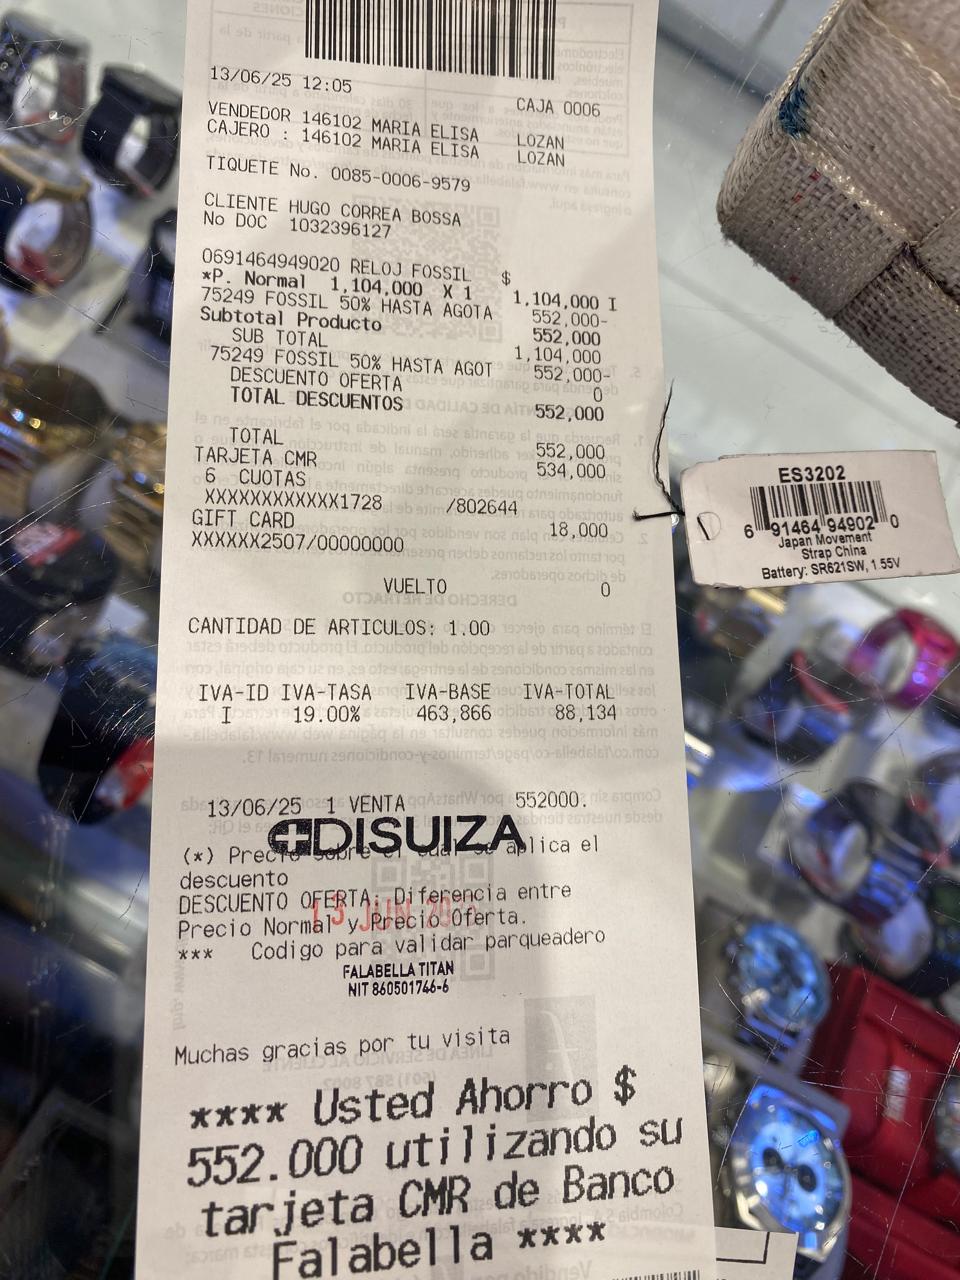 13/06/25 12:05 CAJA 0006
VENDEDOR 146102 MARIA ELISA LOZAN
CAJERO : 146102 MARIA ELISA LOZAN
TIQUETE No. 0085-0006-9579
CLIENTE HUGO CORREA BOSSA
No DOC 1032396127
0691464949020 RELOJ FOSSIL $
*P. Normal 1,104,000 X 1 1,104,000 I
75249 FOSSIL 50% HASTA AGOTA 552,000-
Subtotal Producto 552,000
SUB TOTAL 1,104,000
75249 FOSSIL 50% HASTA AGOT 552,000-
DESCUENTO OFERTA 0
TOTAL DESCUENTOS 552,000
TOTAL 552,000
TARJETA CMR 534,000
6 CUOTAS
XXXXXXXXXXXX1728 /802644
GIFT CARD 18,000
XXXXXX2507/00000000
VUELTO 0
CANTIDAD DE ARTICULOS: 1.00
IVA-ID IVA-TASA IVA-BASE IVA-TOTAL
I 19.00% 463,866 88,134
13/06/25 1 VENTA 552000.
DISUIZA
(*) Precio sobre el cual se aplica el
descuento
DESCUENTO OFERTA: Diferencia entre
13 JUN
Precio Normal y Precio Oferta.
*** Codigo para validar parqueadero
FALABELLA TITAN
NIT 860501746-6
Muchas gracias por tu visita
**** Usted Ahorro $
552.000 utilizando su
tarjeta CMR de Banco
Falabella ****
ES3202
6 91464 94902 0
Japan Movement
Strap China
Battery: SR621SW, 1.55V